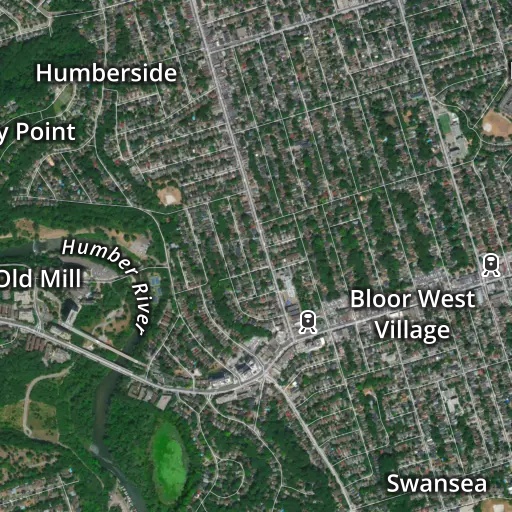 Humberside
y Point
Humber River
Old Mill
Bloor West
Village
Swansea